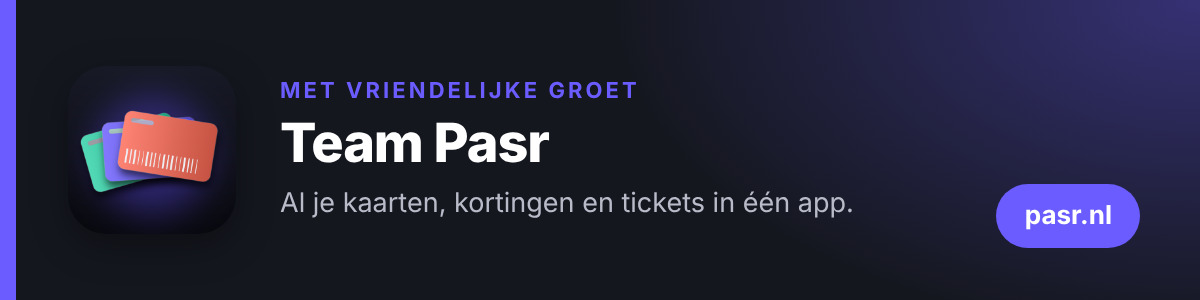 MET VRIENDELIJKE GROET
Team Pasr
Al je kaarten, kortingen en tickets in één app.
pasr.nl